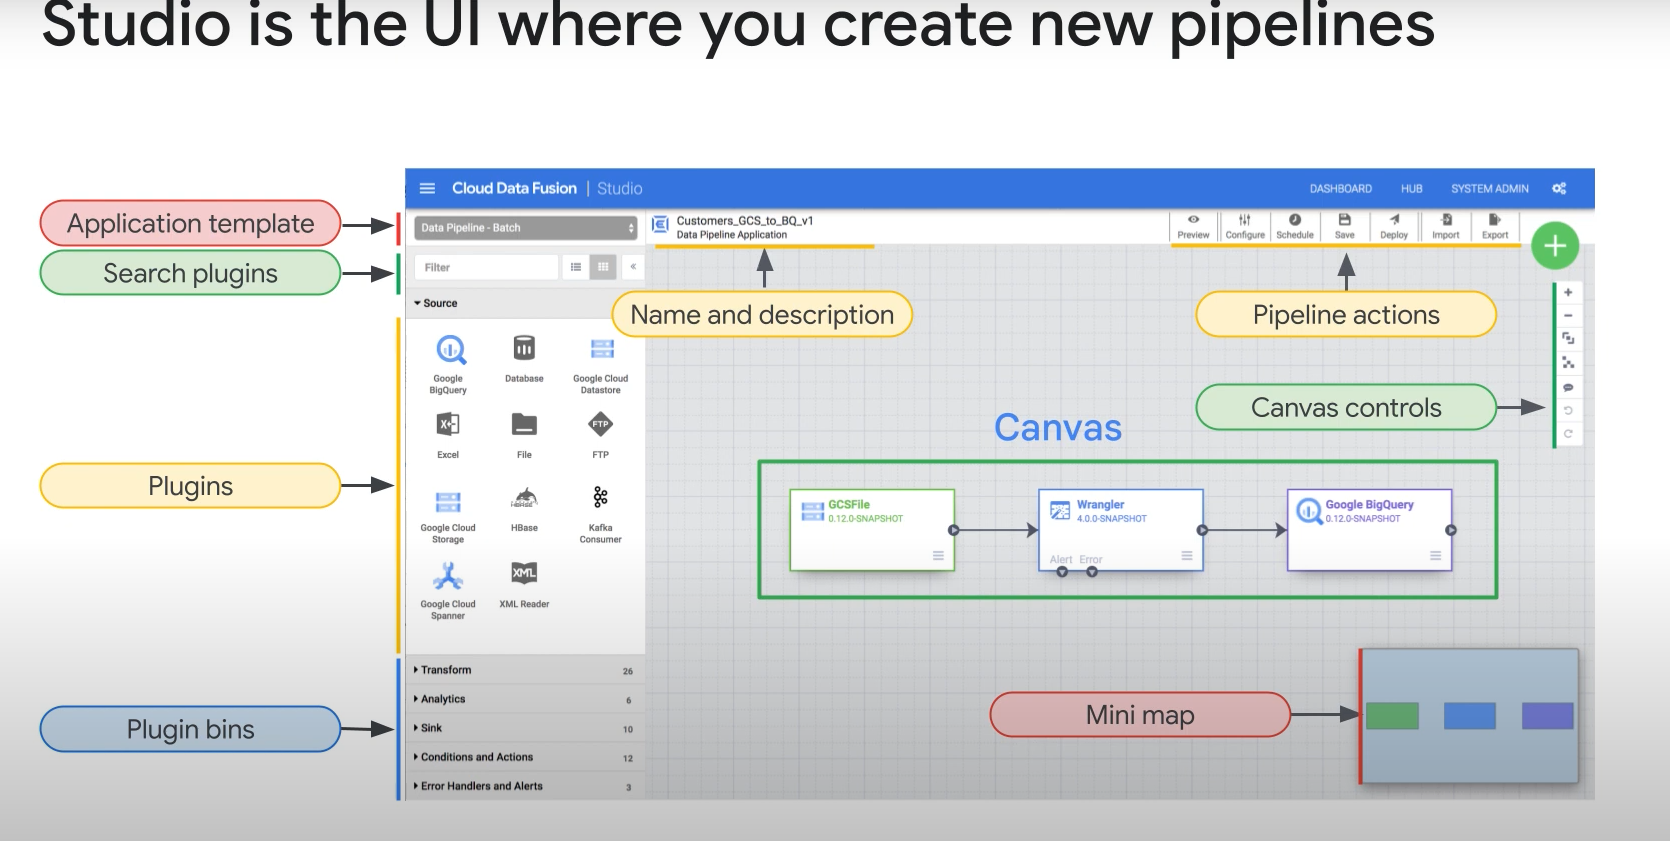 Studio is the UI where you create new pipelines
Cloud Data Fusion | Studio
DASHBOARD
HUB
SYSTEM ADMIN
Application template
Data Pipeline - Batch
Customers_GCS_to_BQ_v1
Data Pipeline Application
Preview
Configure
Schedule
Save
Deploy
Import
Export
Search plugins
Filter
Source
Name and description
Pipeline actions
Google
BigQuery
Database
Google Cloud
Datastore
Canvas controls
Canvas
Excel
File
FTP
FTP
Plugins
Google Cloud
Storage
HBASE
HBase
Kafka
Consumer
GCSFile
0.12.0-SNAPSHOT
Wrangler
4.0.0-SNAPSHOT
Alert Error
Google BigQuery
0.12.0-SNAPSHOT
Google Cloud
Spanner
XML
XML Reader
Plugin bins
Transform 26
Analytics 6
Sink 10
Conditions and Actions 12
Error Handlers and Alerts 3
Mini map